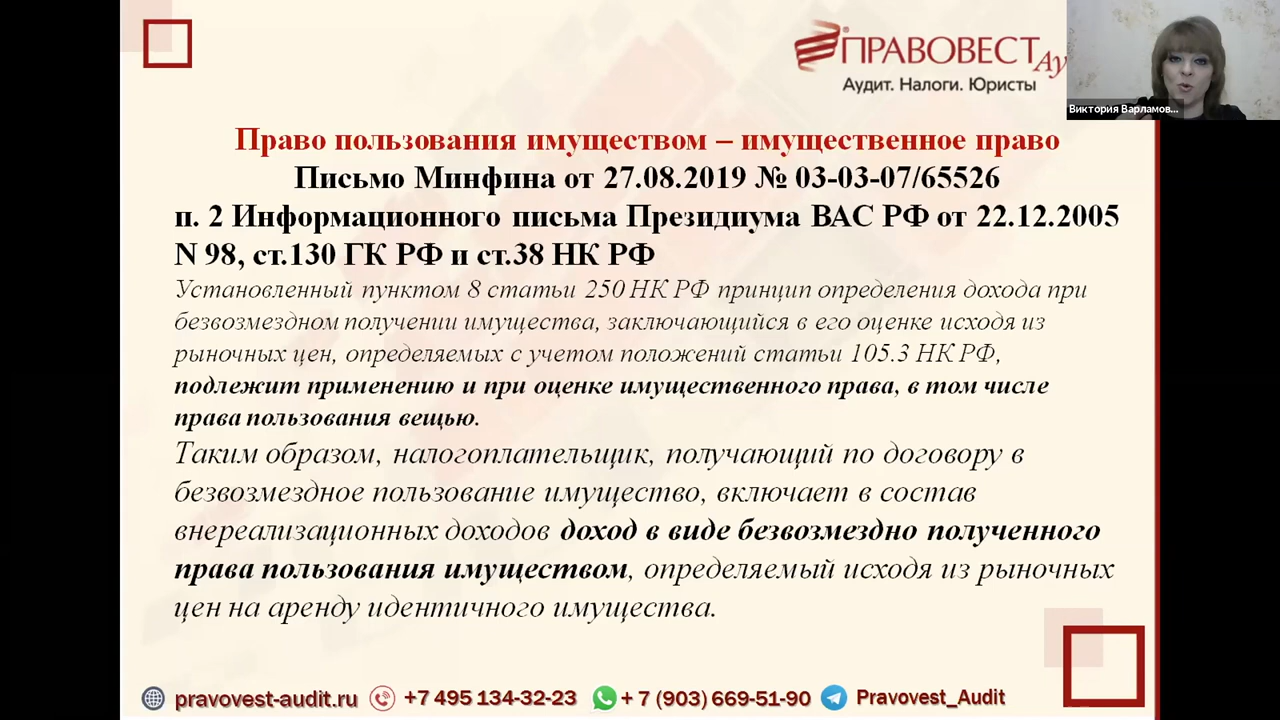 ПРАВОВЕСТ
Ау
Аудит. Налоги. Юристы
Виктория Варламов...
Право пользования имуществом – имущественное право
Письмо Минфина от 27.08.2019 № 03-03-07/65526
п. 2 Информационного письма Президиума ВАС РФ от 22.12.2005
N 98, ст.130 ГК РФ и ст.38 НК РФ
Установленный пунктом 8 статьи 250 НК РФ принцип определения дохода при
безвозмездном получении имущества, заключающийся в его оценке исходя из
рыночных цен, определяемых с учетом положений статьи 105.3 НК РФ,
подлежит применению и при оценке имущественного права, в том числе
права пользования вещью.
Таким образом, налогоплательщик, получающий по договору в
безвозмездное пользование имущество, включает в состав
внереализационных доходов доход в виде безвозмездно полученного
права пользования имуществом, определяемый исходя из рыночных
цен на аренду идентичного имущества.
pravovest-audit.ru +7 495 134-32-23 + 7 (903) 669-51-90 Pravovest_Audit